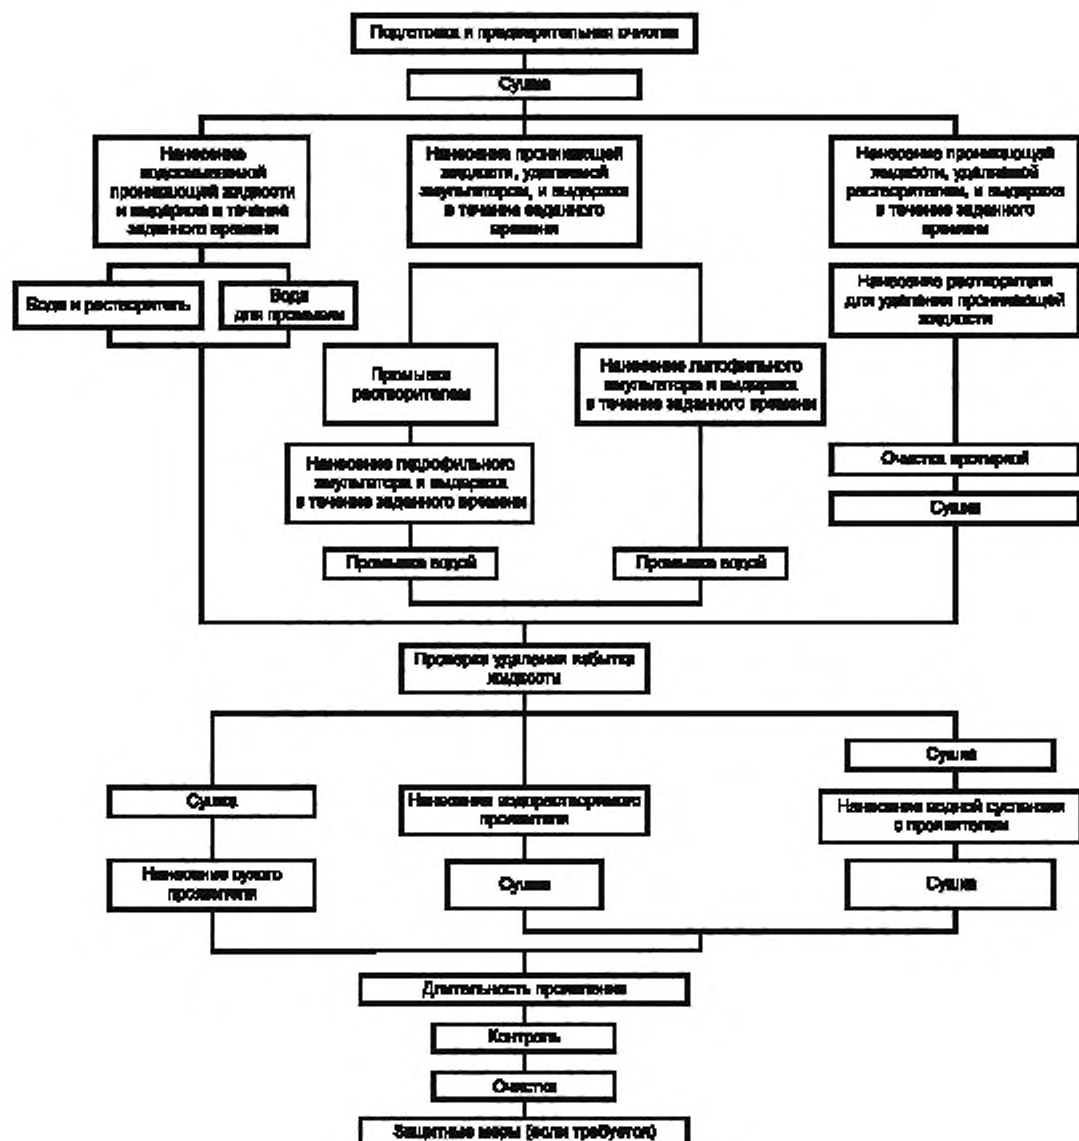 Подготовка и предварительная очистка
Сушка
Нанесение
водосмываемой
проникающей жидкости
и выдержка в течение
заданного времени
Нанесение проникающей
жидкости, удаляемой
эмульгатором, и выдержка
в течение заданного
времени
Нанесение проникающей
жидкости, удаляемой
растворителем, и выдержка
в течение заданного
времени
Вода и растворитель
Вода
для промывки
Нанесение растворителя
для удаления проникающей
жидкости
Промывка
растворителем
Нанесение липофильного
эмульгатора и выдержка
в течение заданного времени
Нанесение гидрофильного
эмульгатора и выдержка
в течение заданного времени
Очистка протиркой
Сушка
Промывка водой
Промывка водой
Проверка удаления избытка
жидкости
Сушка
Сушка
Нанесение водорастворимого
проявителя
Нанесение водной суспензии
с проявителем
Нанесение сухого
проявителя
Сушка
Сушка
Длительность проявления
Контроль
Очистка
Защитные меры (если требуется)